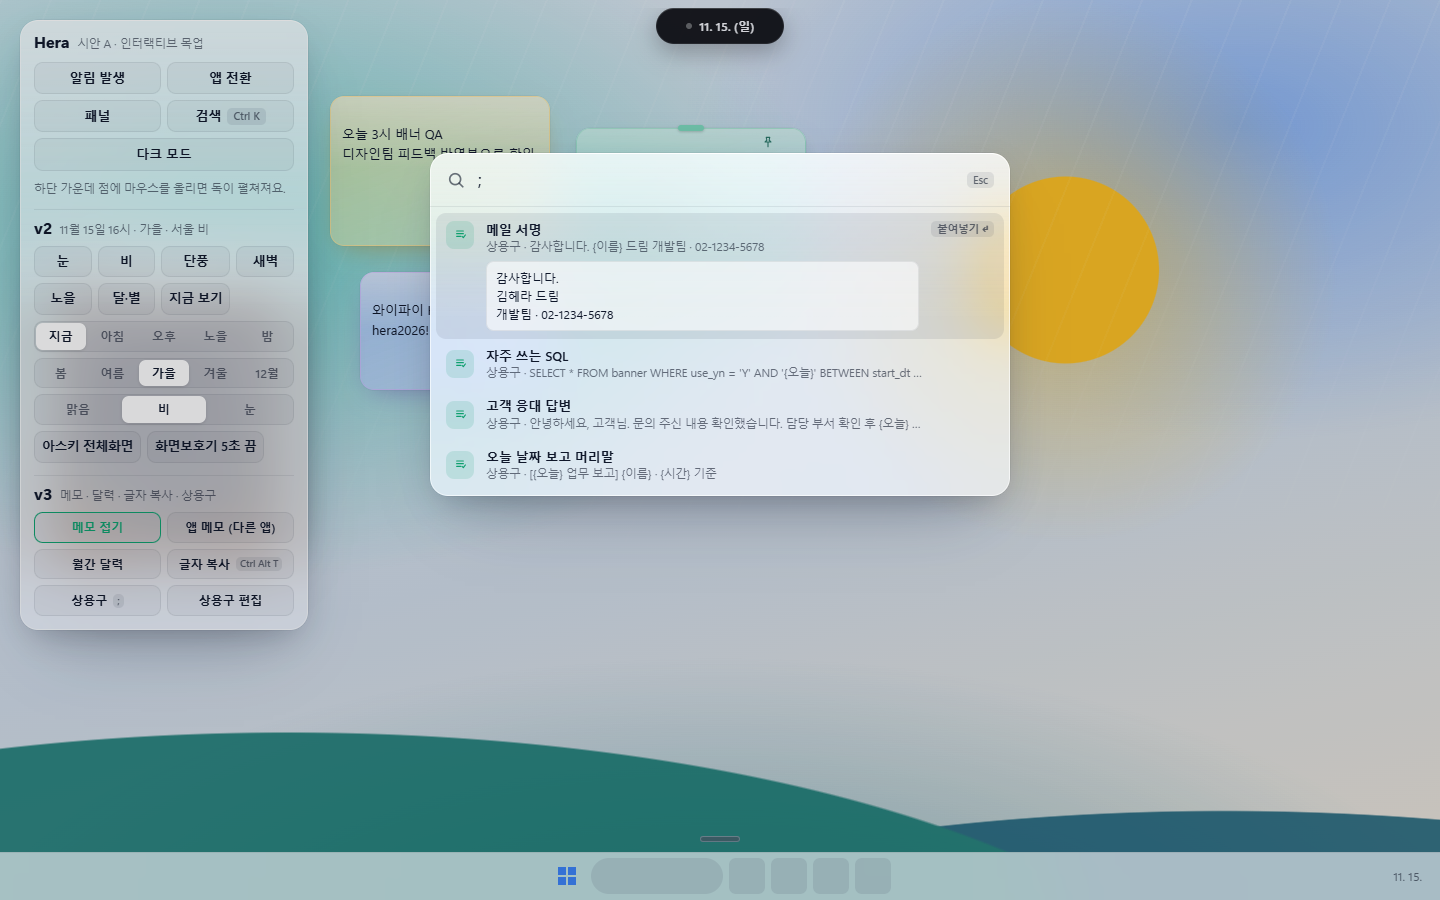 11. 15. (일)
Hera 시안 A · 인터랙티브 목업
알림 발생
앱 전환
패널
검색 Ctrl K
다크 모드
하단 가운데 점에 마우스를 올리면 독이 펼쳐져요.
v2 11월 15일 16시 · 가을 · 서울 비
눈
비
단풍
새벽
노을
달·별
지금 보기
지금
아침
오후
노을
밤
봄
여름
가을
겨울
12월
맑음
비
눈
아스키 전체화면
화면보호기 5초 끔
v3 메모 · 달력 · 글자 복사 · 상용구
메모 접기
앱 메모 (다른 앱)
월간 달력
글자 복사 Ctrl Alt T
상용구 ;
상용구 편집
오늘 3시 배너 QA
디자인팀 피드백
와이파이
hera2026!
;
Esc
메일 서명
붙여넣기 ↵
상용구 · 감사합니다. {이름} 드림 개발팀 · 02-1234-5678
감사합니다.
김헤라 드림
개발팀 · 02-1234-5678
자주 쓰는 SQL
상용구 · SELECT * FROM banner WHERE use_yn = 'Y' AND '{오늘}' BETWEEN start_dt ...
고객 응대 답변
상용구 · 안녕하세요, 고객님. 문의 주신 내용 확인했습니다. 담당 부서 확인 후 {오늘} ...
오늘 날짜 보고 머리말
상용구 · [{오늘} 업무 보고] {이름} · {시간} 기준
11. 15.